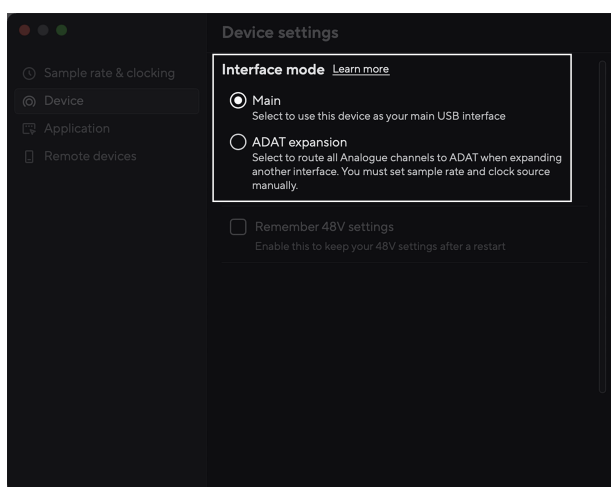 Device settings
Sample rate & clocking
Device
Application
Remote devices
Interface mode Learn more
Main
Select to use this device as your main USB interface
ADAT expansion
Select to route all Analogue channels to ADAT when expanding
another interface. You must set sample rate and clock source
manually.
Remember 48V settings
Enable this to keep your 48V settings after a restart